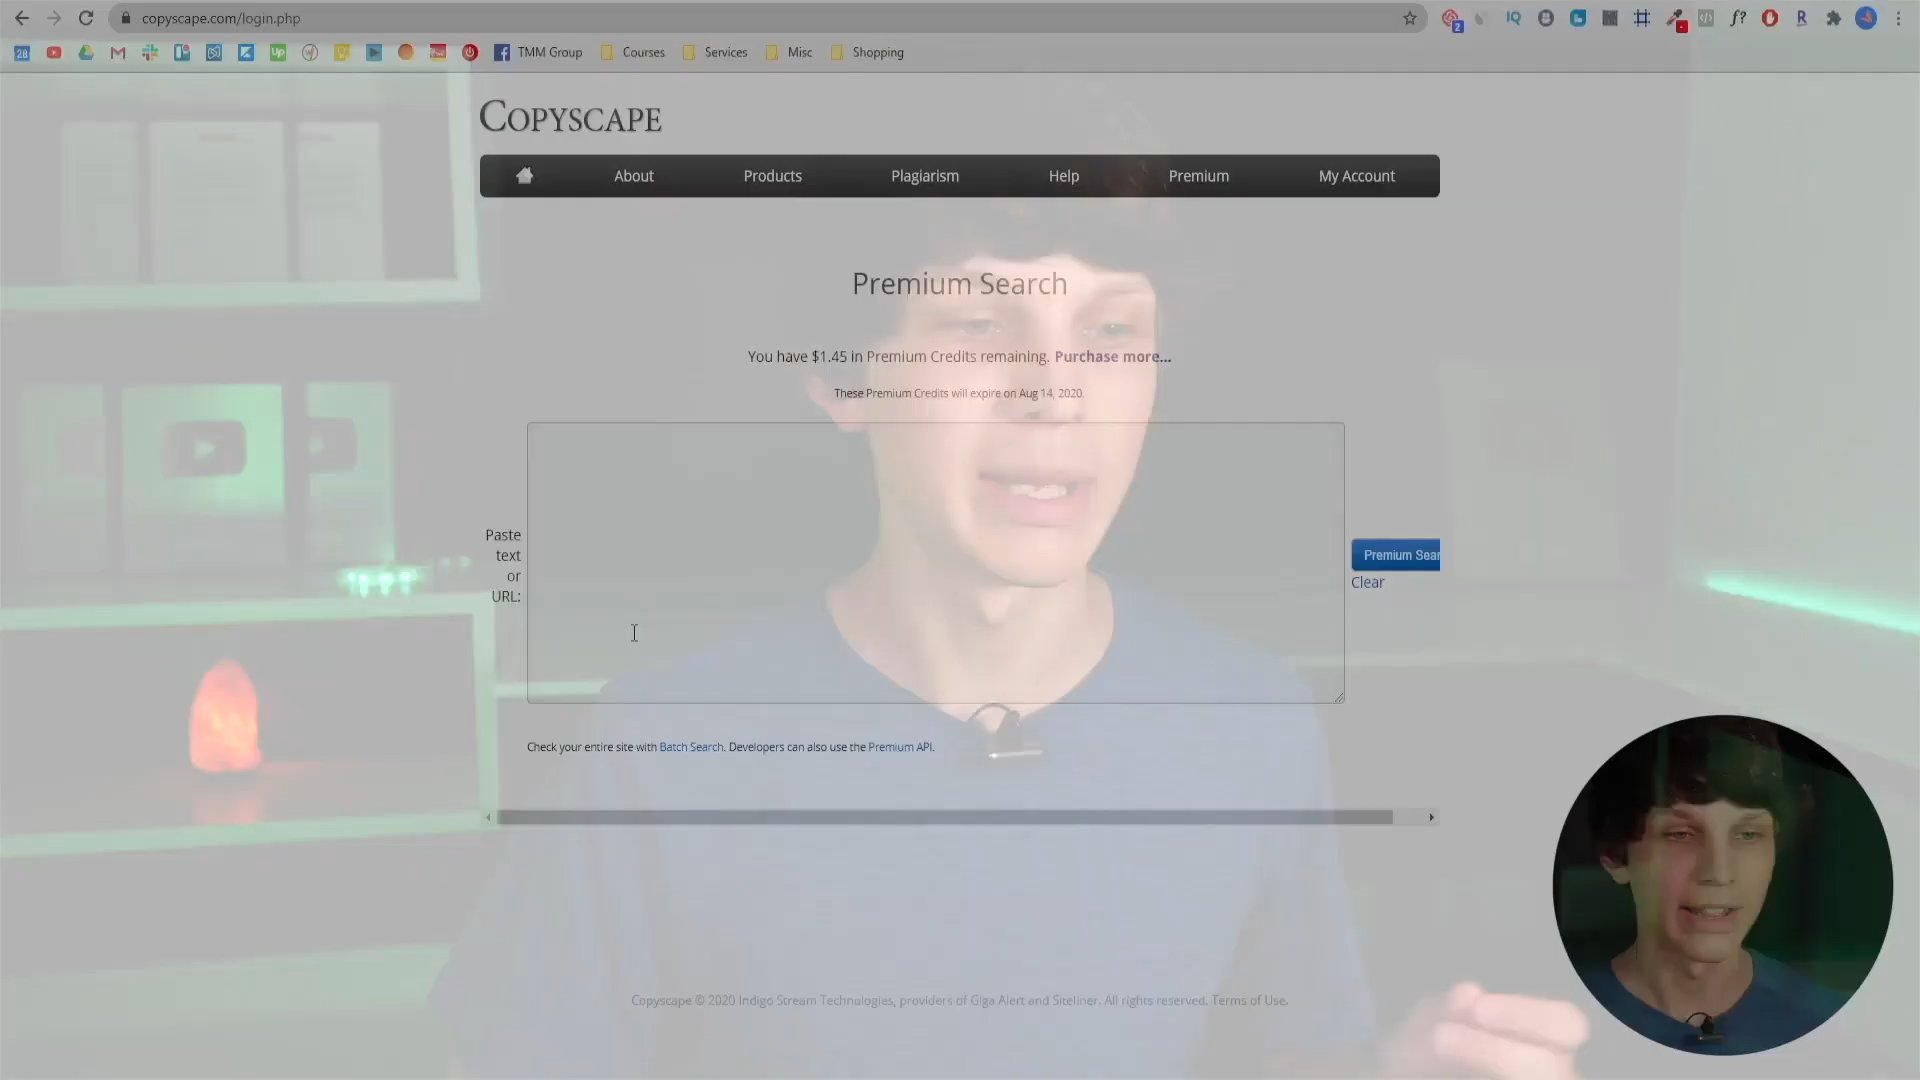 copyscape.com/login.php
2
28
Up
TMM Group
Courses
Services
Misc
Shopping
COPYSCAPE
About
Products
Plagiarism
Help
Premium
My Account
Premium Search
You have $1.45 in Premium Credits remaining. Purchase more...
These Premium Credits will expire on Aug 14, 2020.
Paste
text
or
URL:
Premium Sear
Clear
Check your entire site with Batch Search. Developers can also use the Premium API.
Copyscape © 2020 Indigo Stream Technologies, providers of Giga Alert and Siteliner. All rights reserved. Terms of Use.